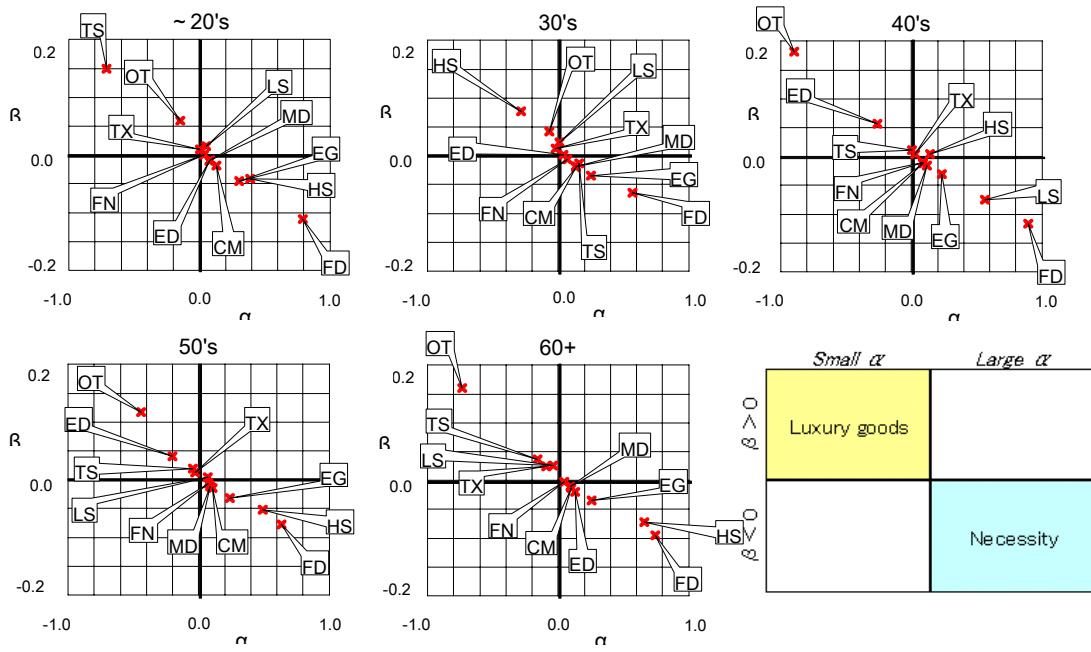 ~ 20's
30's
40's
TS
0.2
OT
LS
MD
TX
ß
EG
0.0
HS
FN
ED
CM
FD
-0.2
-1.0
0.0
1.0
α
0.2
HS
OT
LS
ß
TX
MD
ED
0.0
EG
FN
CM
FD
TS
-0.2
-1.0
0.0
1.0
α
OT
0.2
ED
TX
HS
ß
TS
0.0
FN
LS
CM
MD
EG
FD
-0.2
-1.0
0.0
1.0
α
50's
60+
0.2
OT
ED
TX
ß
TS
EG
0.0
LS
FN
HS
MD
CM
FD
-0.2
-1.0
0.0
1.0
α
OT
0.2
TS
MD
ß
LS
TX
EG
0.0
FN
HS
CM
ED
FD
-0.2
-1.0
0.0
1.0
α
Small α
Large α
β > 0
Luxury goods
β < 0
Necessity